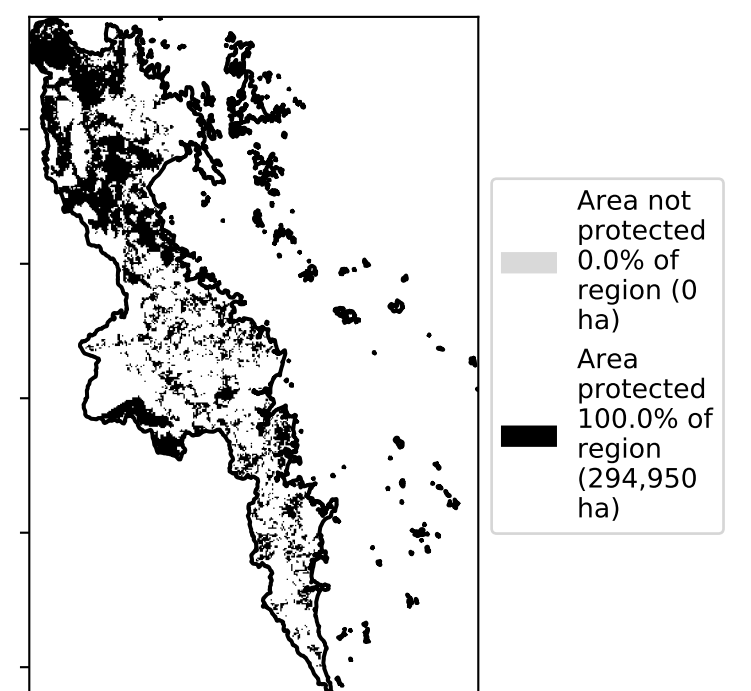 Area not
protected
0.0% of
region (0
ha)
Area
protected
100.0% of
region
(294,950
ha)